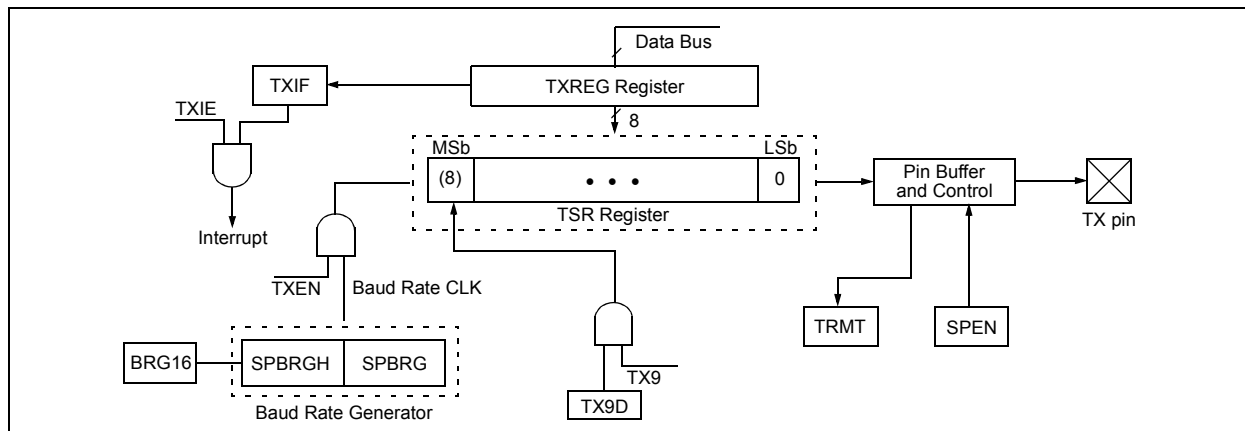 Data Bus
TXIF
TXREG Register
TXIE
8
MSb
LSb
(8)
• • •
0
TSR Register
Pin Buffer
and Control
TX pin
Interrupt
TXEN
Baud Rate CLK
TRMT
SPEN
BRG16
SPBRGH
SPBRG
TX9
Baud Rate Generator
TX9D